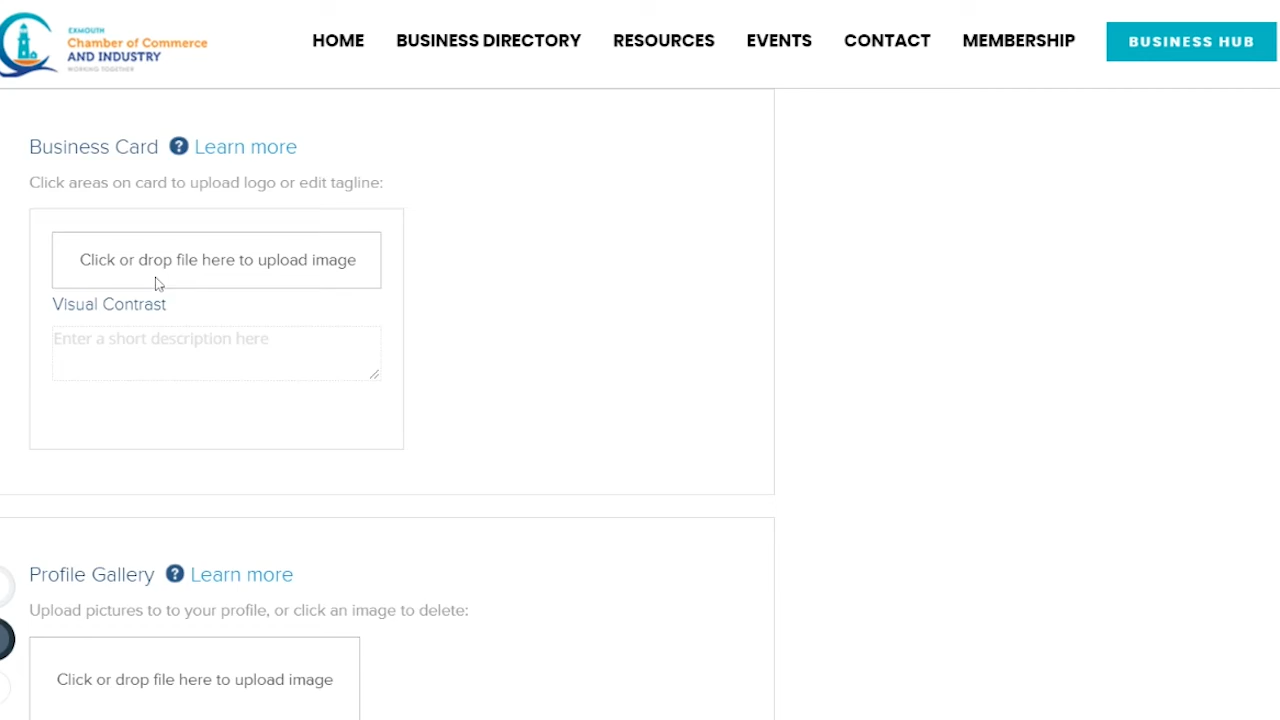 EXMOUTH
Chamber of Commerce
AND INDUSTRY
WORKING TOGETHER
HOME BUSINESS DIRECTORY RESOURCES EVENTS CONTACT MEMBERSHIP BUSINESS HUB
Business Card ? Learn more
Click areas on card to upload logo or edit tagline:
Click or drop file here to upload image
Visual Contrast
Enter a short description here
Profile Gallery ? Learn more
Upload pictures to to your profile, or click an image to delete:
Click or drop file here to upload image